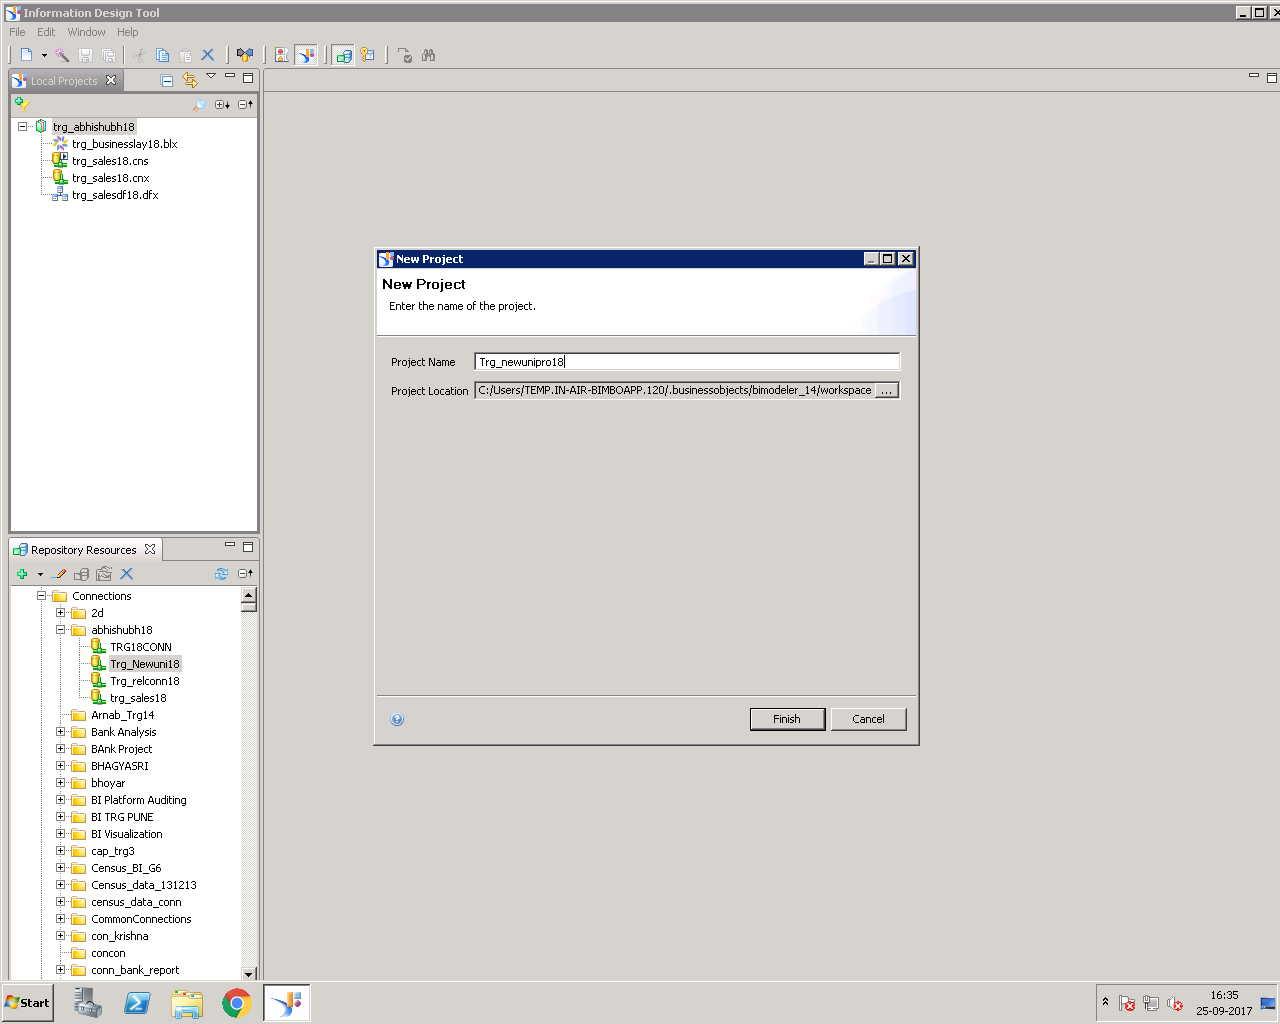 Information Design Tool
File Edit Window Help
Local Projects
trg_abhishubh18
trg_businesslay18.blx
trg_sales18.cns
trg_sales18.cnx
trg_salesdf18.dfx
New Project
New Project
Enter the name of the project.
Project Name Trg_newunipro18
Project Location C:/Users/TEMP.IN-AIR-BIMBOAPP.120/.businessobjects/bimodeler_14/workspace ...
Finish Cancel
Repository Resources
Connections
2d
abhishubh18
TRG18CONN
Trg_Newuni18
Trg_relconn18
trg_sales18
Arnab_Trg14
Bank Analysis
BAnk Project
BHAGYASRI
bhoyar
BI Platform Auditing
BI TRG PUNE
BI Visualization
cap_trg3
Census_BI_G6
Census_data_131213
census_data_conn
CommonConnections
con_krishna
concon
conn_bank_report
Start
16:35
25-09-2017